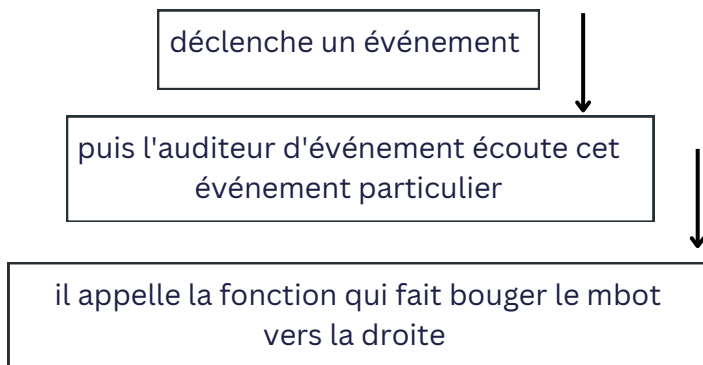 déclenche un événement
puis l'auditeur d'événement écoute cet
événement particulier
il appelle la fonction qui fait bouger le mbot
vers la droite